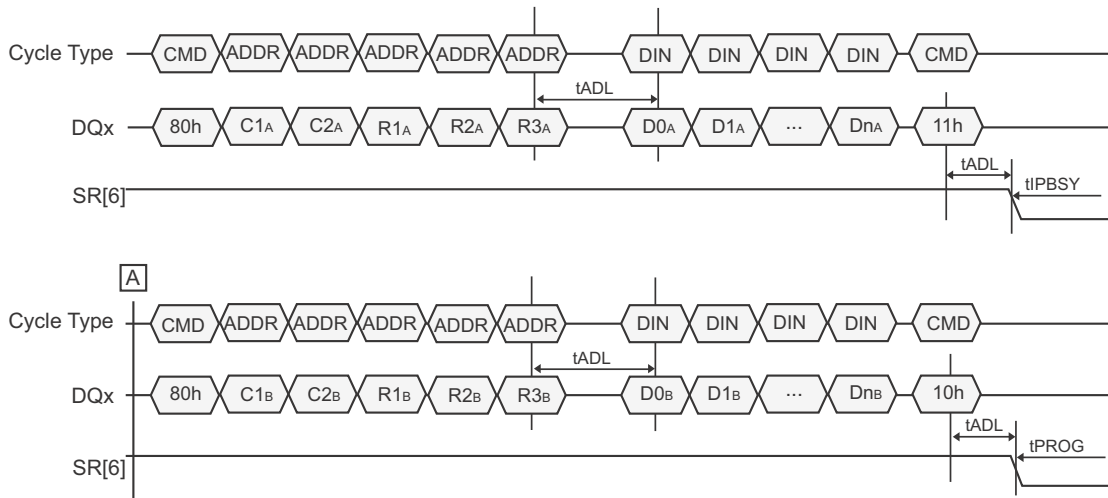 Cycle Type CMD ADDR ADDR ADDR ADDR ADDR DIN DIN DIN DIN CMD
tADL
DQx 80h C1A C2A R1A R2A R3A D0A D1A ... DnA 11h
tADL
SR[6] tIPBSY
A
Cycle Type CMD ADDR ADDR ADDR ADDR ADDR DIN DIN DIN DIN CMD
tADL
DQx 80h C1B C2B R1B R2B R3B D0B D1B ... DnB 10h
tADL
SR[6] tPROG